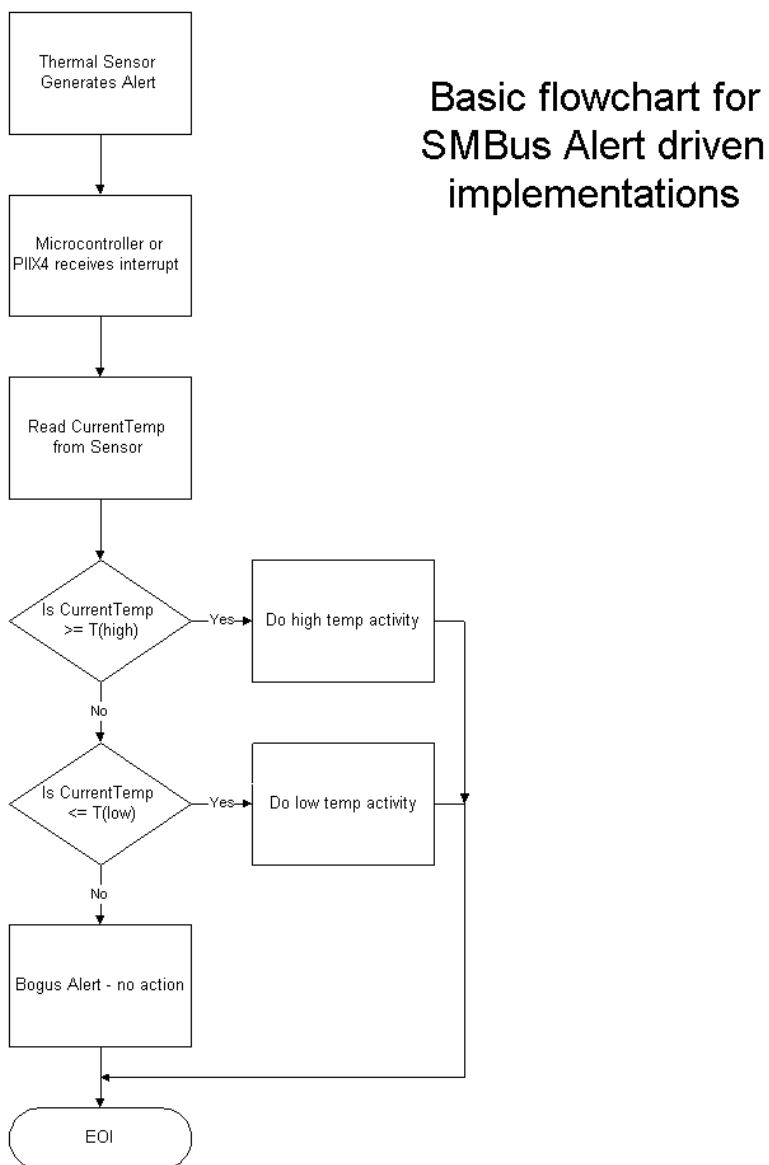 Basic flowchart for
SMBus Alert driven
implementations
Thermal Sensor
Generates Alert
Microcontroller or
PIIX4 receives interrupt
Read CurrentTemp
from Sensor
Is CurrentTemp
>= T(high)
Yes
Do high temp activity
No
Is CurrentTemp
<= T(low)
Yes
Do low temp activity
No
Bogus Alert - no action
EOI